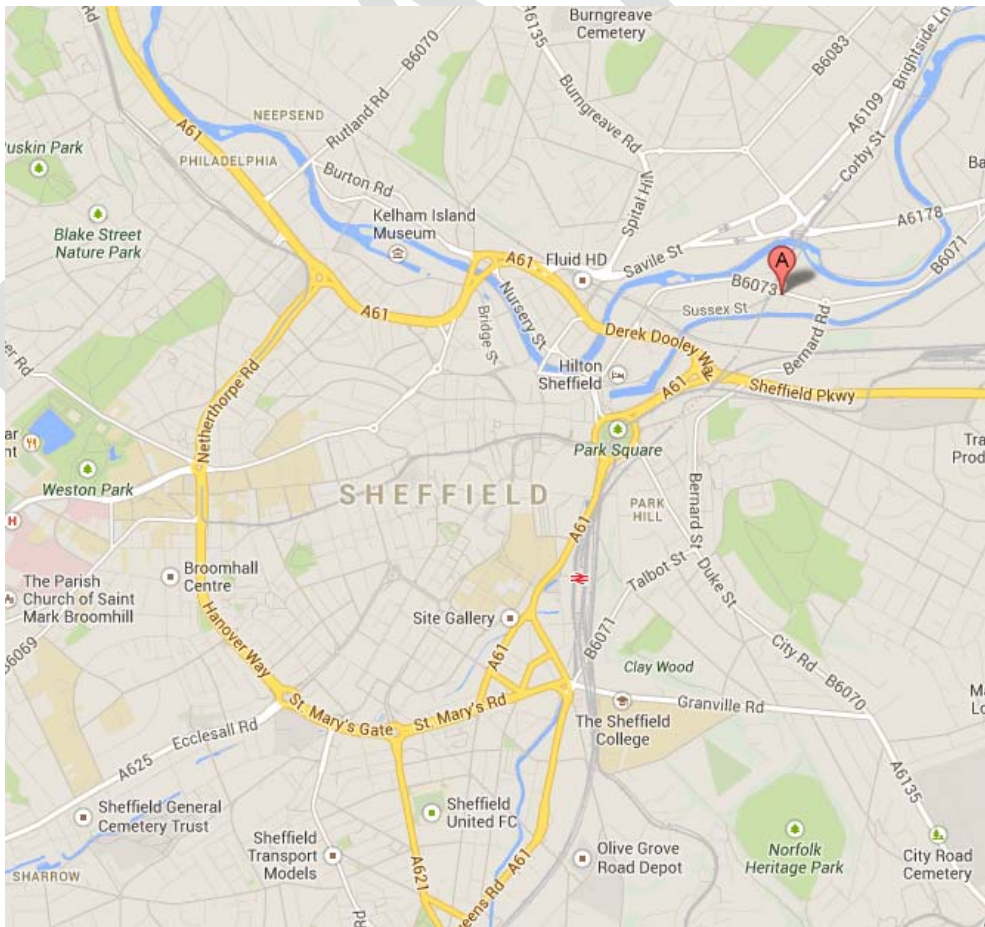 Burngreave
Cemetery
A6135
B6070
B6083
Brightside Ln
A6109
Corby St
A61
NEEPSEND
Rutland Rd
Burngreave Rd
PHILADELPHIA
Burton Rd
Spital Hill
A6178
B6071
Blake Street
Nature Park
Kelham Island
Museum
A61
Fluid HD
Savile St
A
B6073
Sussex St
Bernard Rd
A61
Nursery St
Bridge St
Derek Dooley Way
Hilton
Sheffield
A61
Sheffield Pkwy
Netherthorpe Rd
Park Square
Weston Park
SHEFFIELD
PARK
HILL
Bernard St
H
A61
Talbot St
Duke St
Broomhall
Centre
The Parish
Church of Saint
Mark Broomhill
Site Gallery
B6069
Hanover Way
A61
B6071
Clay Wood
City Rd
B6070
St. Mary's Gate
St. Mary's Rd
Granville Rd
The Sheffield
College
Ecclesall Rd
A625
A6135
Sheffield General
Cemetery Trust
Sheffield
United FC
Sheffield
Transport
Models
Olive Grove
Road Depot
Norfolk
Heritage Park
City Road
Cemetery
SHARROW
A621
A61